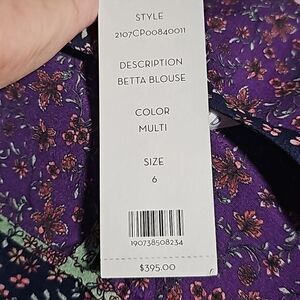 STYLE
2107CP00840011
DESCRIPTION
BETTA BLOUSE
COLOR
MULTI
SIZE
6
190738508234
$395.00